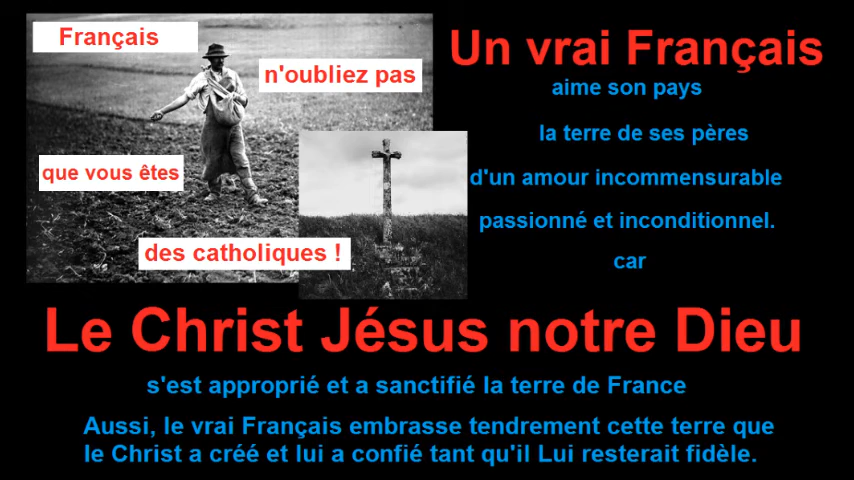 Français
n'oubliez pas
que vous êtes
des catholiques !
Un vrai Français
aime son pays
la terre de ses pères
d'un amour incommensurable
passionné et inconditionnel.
car
Le Christ Jésus notre Dieu
s'est approprié et a sanctifié la terre de France
Aussi, le vrai Français embrasse tendrement cette terre que
le Christ a créé et lui a confié tant qu'il Lui resterait fidèle.